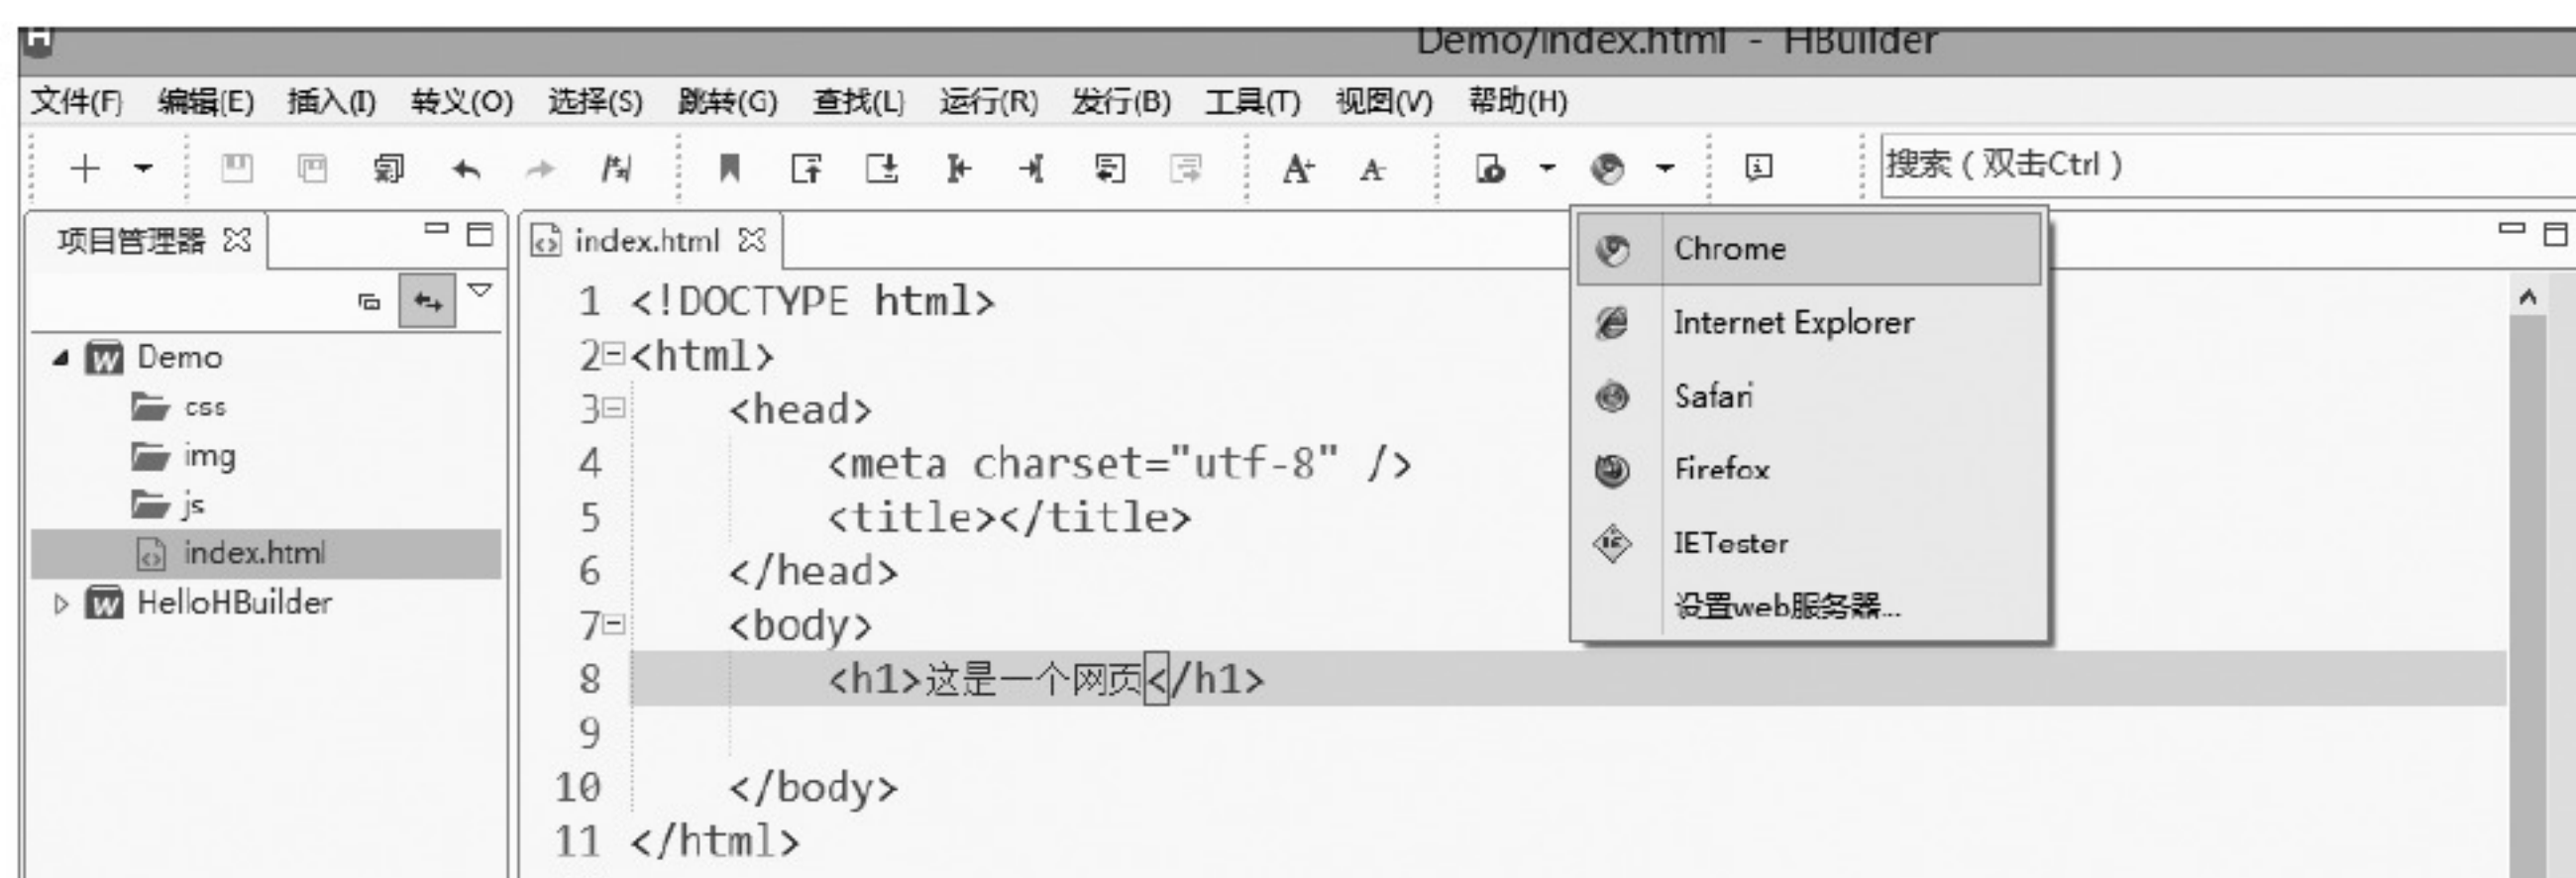 Demo/index.html - HBuilder
文件(F) 编辑(E) 插入(I) 转义(O) 选择(S) 跳转(G) 查找(L) 运行(R) 发行(B) 工具(T) 视图(V) 帮助(H)
搜索（双击Ctrl）
项目管理器
Demo
css
img
js
index.html
HelloHBuilder
index.html
1 <!DOCTYPE html>
2 <html>
3 <head>
4 <meta charset="utf-8" />
5 <title></title>
6 </head>
7 <body>
8 <h1>这是一个网页</h1>
9
10 </body>
11 </html>
Chrome
Internet Explorer
Safari
Firefox
IETester
设置web服务器...